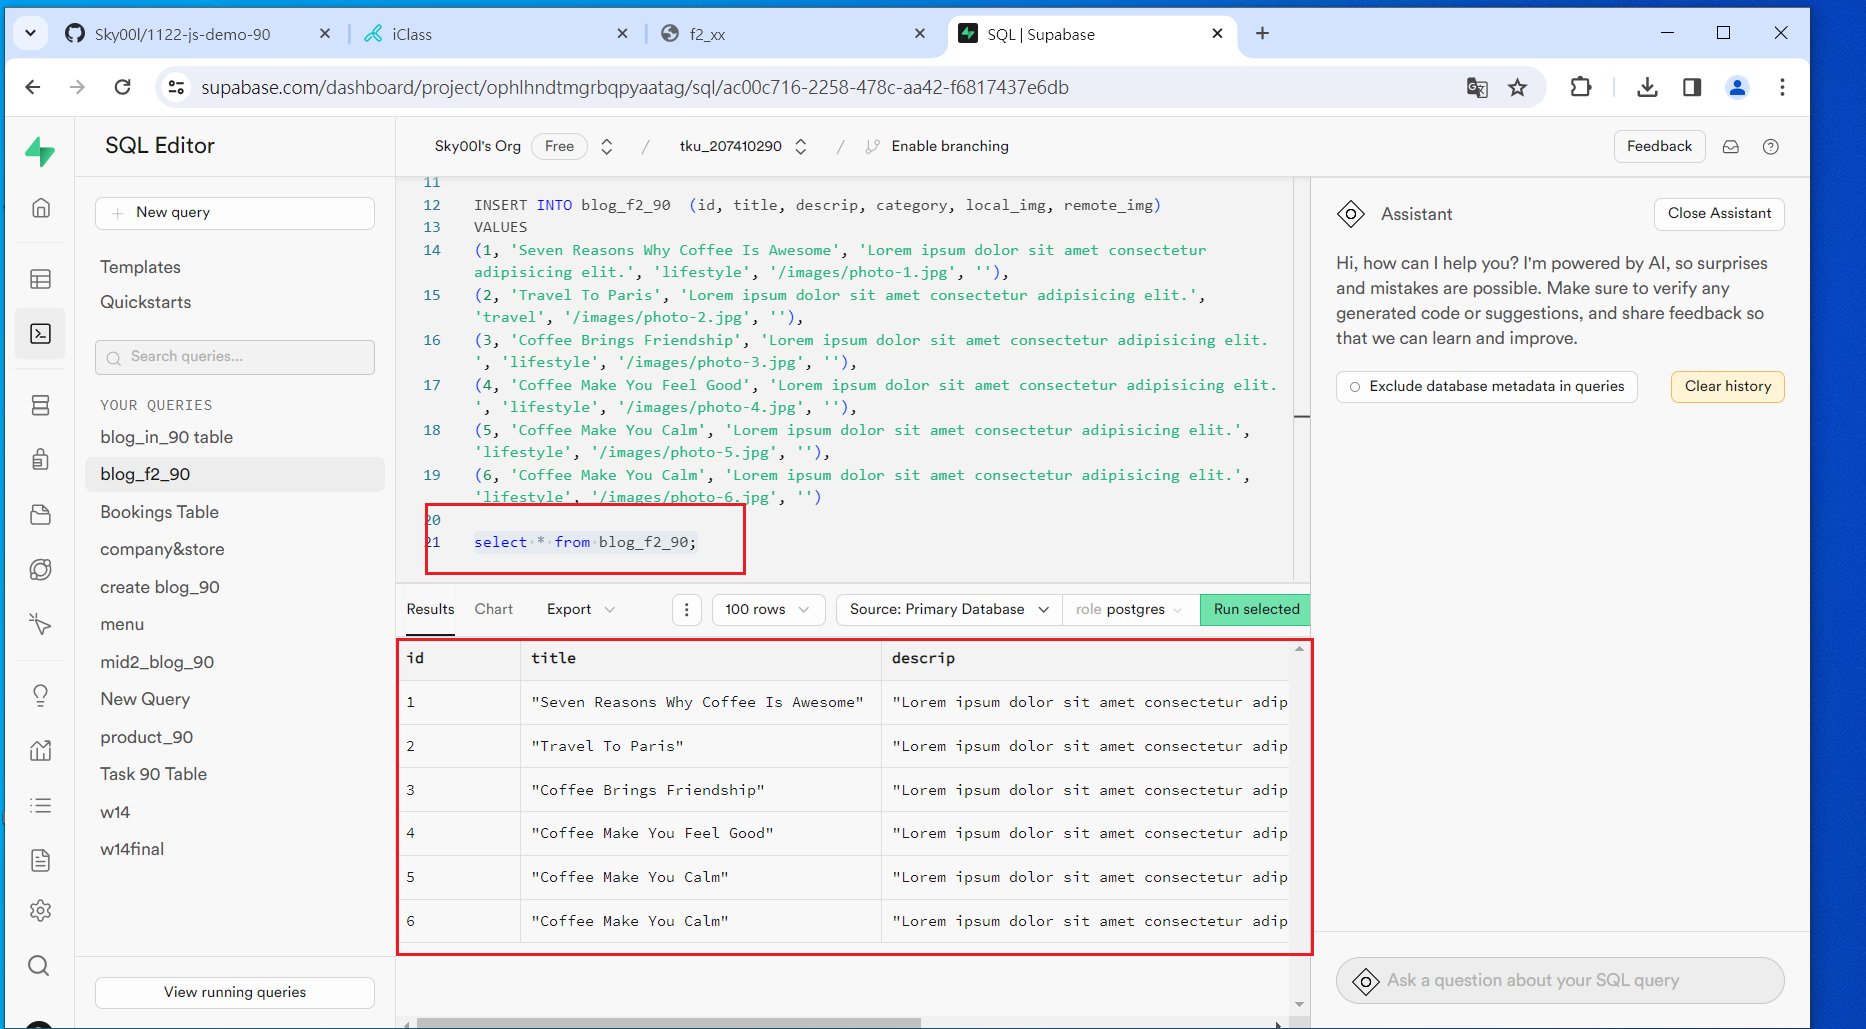 Sky00l/1122-js-demo-90
iClass
f2_xx
SQL | Supabase
supabase.com/dashboard/project/ophlhndtmgrbqpyaatag/sql/ac00c716-2258-478c-aa42-f6817437e6db
SQL Editor
Sky00l's Org Free / tku_207410290 / Enable branching
Feedback
New query
Templates
Quickstarts
Search queries...
YOUR QUERIES
blog_in_90 table
blog_f2_90
Bookings Table
company&store
create blog_90
menu
mid2_blog_90
New Query
product_90
Task 90 Table
w14
w14final
View running queries
11
12 INSERT INTO blog_f2_90  (id, title, descrip, category, local_img, remote_img)
13 VALUES
14 (1, 'Seven Reasons Why Coffee Is Awesome', 'Lorem ipsum dolor sit amet consectetur
adipisicing elit.', 'lifestyle', '/images/photo-1.jpg', ''),
15 (2, 'Travel To Paris', 'Lorem ipsum dolor sit amet consectetur adipisicing elit.',
'travel', '/images/photo-2.jpg', ''),
16 (3, 'Coffee Brings Friendship', 'Lorem ipsum dolor sit amet consectetur adipisicing elit.
', 'lifestyle', '/images/photo-3.jpg', ''),
17 (4, 'Coffee Make You Feel Good', 'Lorem ipsum dolor sit amet consectetur adipisicing elit.
', 'lifestyle', '/images/photo-4.jpg', ''),
18 (5, 'Coffee Make You Calm', 'Lorem ipsum dolor sit amet consectetur adipisicing elit.',
'lifestyle', '/images/photo-5.jpg', ''),
19 (6, 'Coffee Make You Calm', 'Lorem ipsum dolor sit amet consectetur adipisicing elit.',
'lifestyle', '/images/photo-6.jpg', '')
20
21 select * from blog_f2_90;
Results Chart Export 100 rows Source: Primary Database role postgres Run selected
id title descrip
1 "Seven Reasons Why Coffee Is Awesome" "Lorem ipsum dolor sit amet consectetur adip
2 "Travel To Paris" "Lorem ipsum dolor sit amet consectetur adip
3 "Coffee Brings Friendship" "Lorem ipsum dolor sit amet consectetur adip
4 "Coffee Make You Feel Good" "Lorem ipsum dolor sit amet consectetur adip
5 "Coffee Make You Calm" "Lorem ipsum dolor sit amet consectetur adip
6 "Coffee Make You Calm" "Lorem ipsum dolor sit amet consectetur adip
Assistant
Close Assistant
Hi, how can I help you? I'm powered by AI, so surprises
and mistakes are possible. Make sure to verify any
generated code or suggestions, and share feedback so
that we can learn and improve.
Exclude database metadata in queries
Clear history
Ask a question about your SQL query